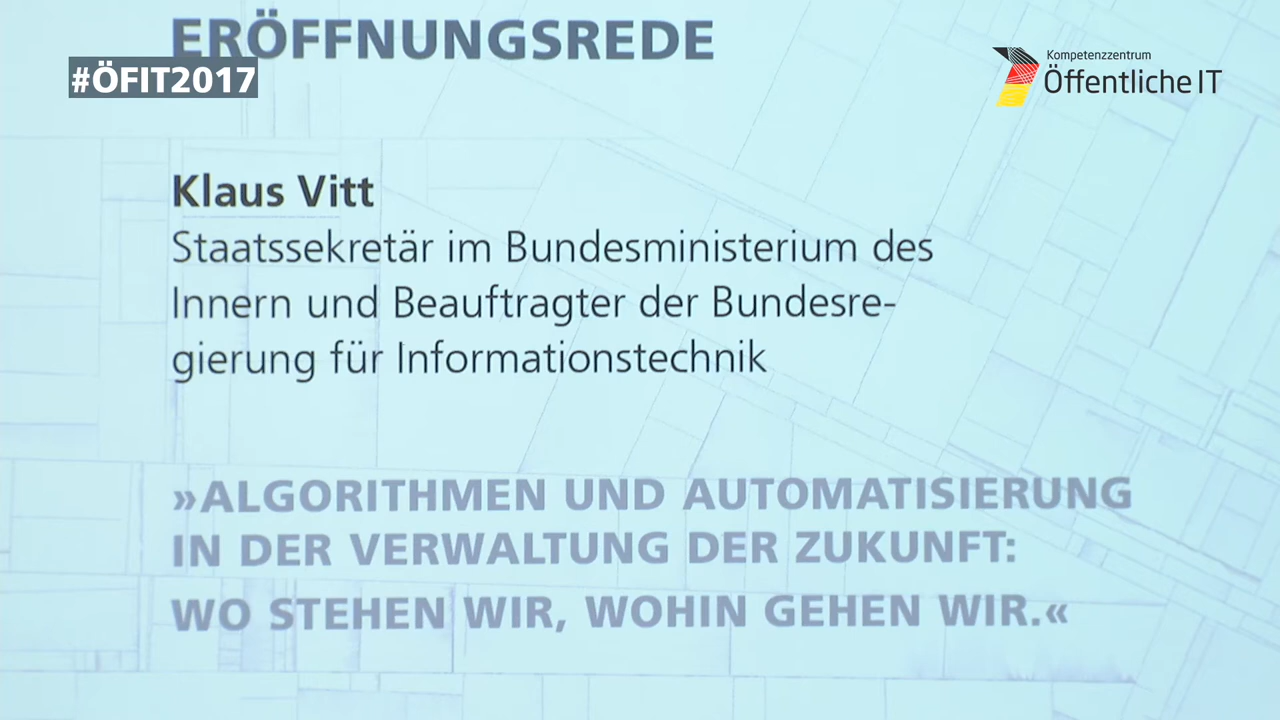 ERÖFFNUNGSREDE
#ÖFIT2017
Kompetenzzentrum
Öffentliche IT
Klaus Vitt
Staatssekretär im Bundesministerium des
Innern und Beauftragter der Bundesre-
gierung für Informationstechnik
»ALGORITHMEN UND AUTOMATISIERUNG
IN DER VERWALTUNG DER ZUKUNFT:
WO STEHEN WIR, WOHIN GEHEN WIR.«